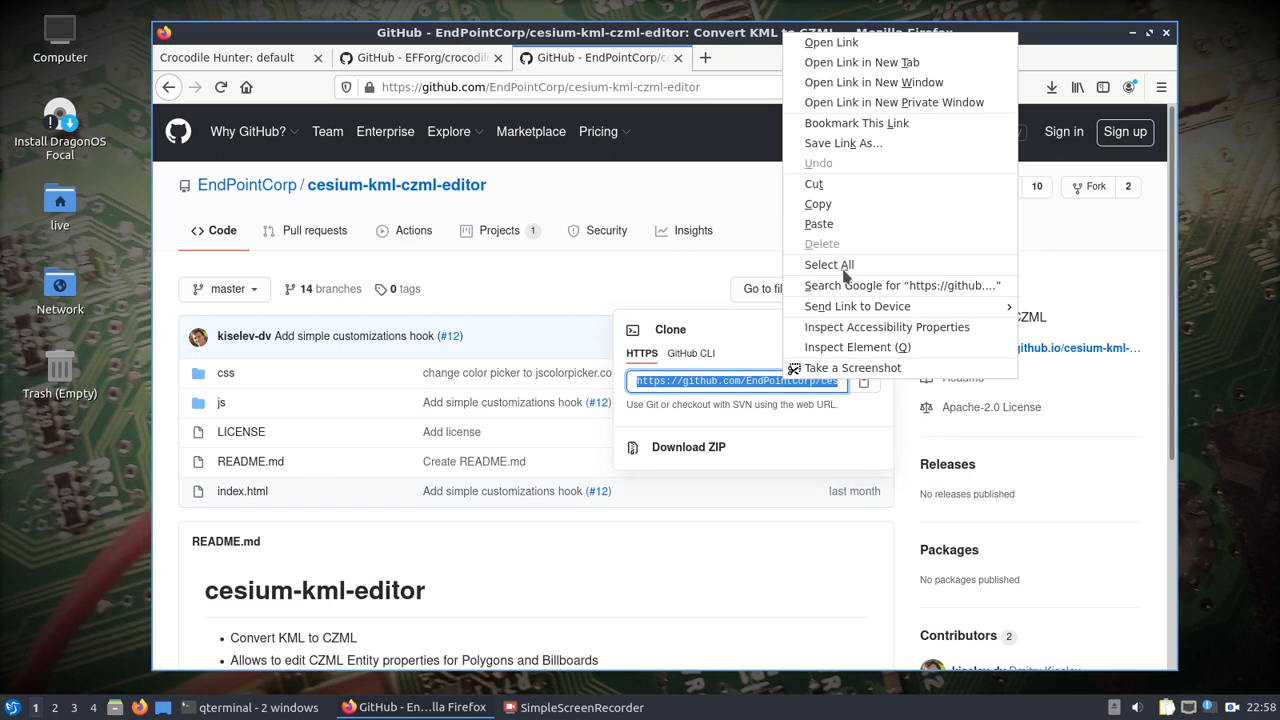 Computer
Install DragonOS
Focal
live
Network
Trash (Empty)
GitHub - EndPointCorp/cesium-kml-czml-editor: Convert KML to CZML - Mozilla Firefox
Crocodile Hunter: default
GitHub - EFForg/crocodil
GitHub - EndPointCorp/c
https://github.com/EndPointCorp/cesium-kml-czml-editor
Why GitHub?
Team
Enterprise
Explore
Marketplace
Pricing
Sign in
Sign up
EndPointCorp / cesium-kml-czml-editor
10
Fork
2
Code
Pull requests
Actions
Projects 1
Security
Insights
master
14 branches
0 tags
Go to fil
kiselev-dv Add simple customizations hook (#12)
css
change color picker to jscolorpicker.co
js
Add simple customizations hook (#12)
LICENSE
Add license
README.md
Create README.md
index.html
Add simple customizations hook (#12)
last month
Clone
HTTPS
GitHub CLI
https://github.com/EndPointCorp/ces
Use Git or checkout with SVN using the web URL.
Download ZIP
Open Link
Open Link in New Tab
Open Link in New Window
Open Link in New Private Window
Bookmark This Link
Save Link As...
Undo
Cut
Copy
Paste
Delete
Select All
Search Google for “https://github....”
Send Link to Device
Inspect Accessibility Properties
Inspect Element (Q)
Take a Screenshot
CZML
github.io/cesium-kml-...
Readme
Apache-2.0 License
Releases
No releases published
Packages
No packages published
Contributors 2
kiselev-dv Dmitry Kiselev
README.md
cesium-kml-editor
• Convert KML to CZML
• Allows to edit CZML Entity properties for Polygons and Billboards
1 2 3 4
qterminal - 2 windows
GitHub - En...lla Firefox
SimpleScreenRecorder
22:58